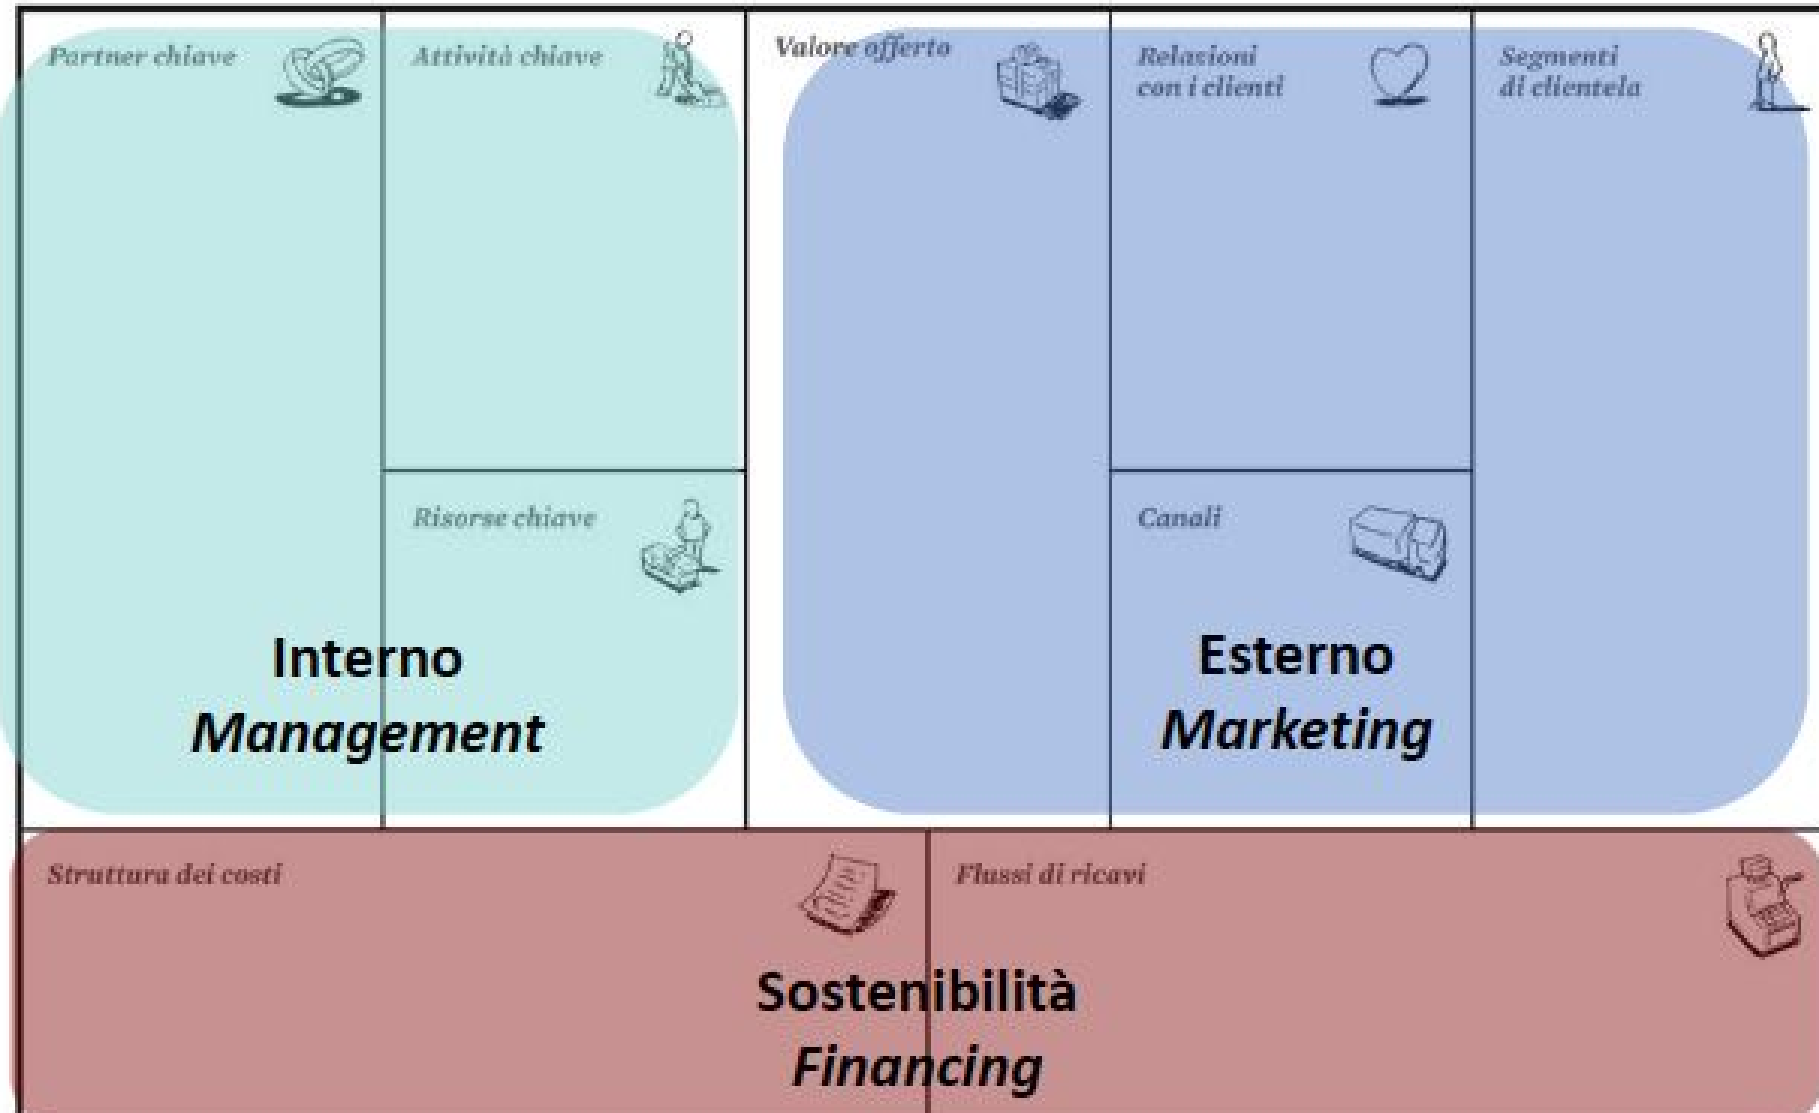 Partner chiave
Attività chiave
Valore offerto
Relazioni
con i clienti
Segmenti
di clientela
Risorse chiave
Canali
Interno
Management
Esterno
Marketing
Struttura dei costi
Flussi di ricavi
Sostenibilità
Financing